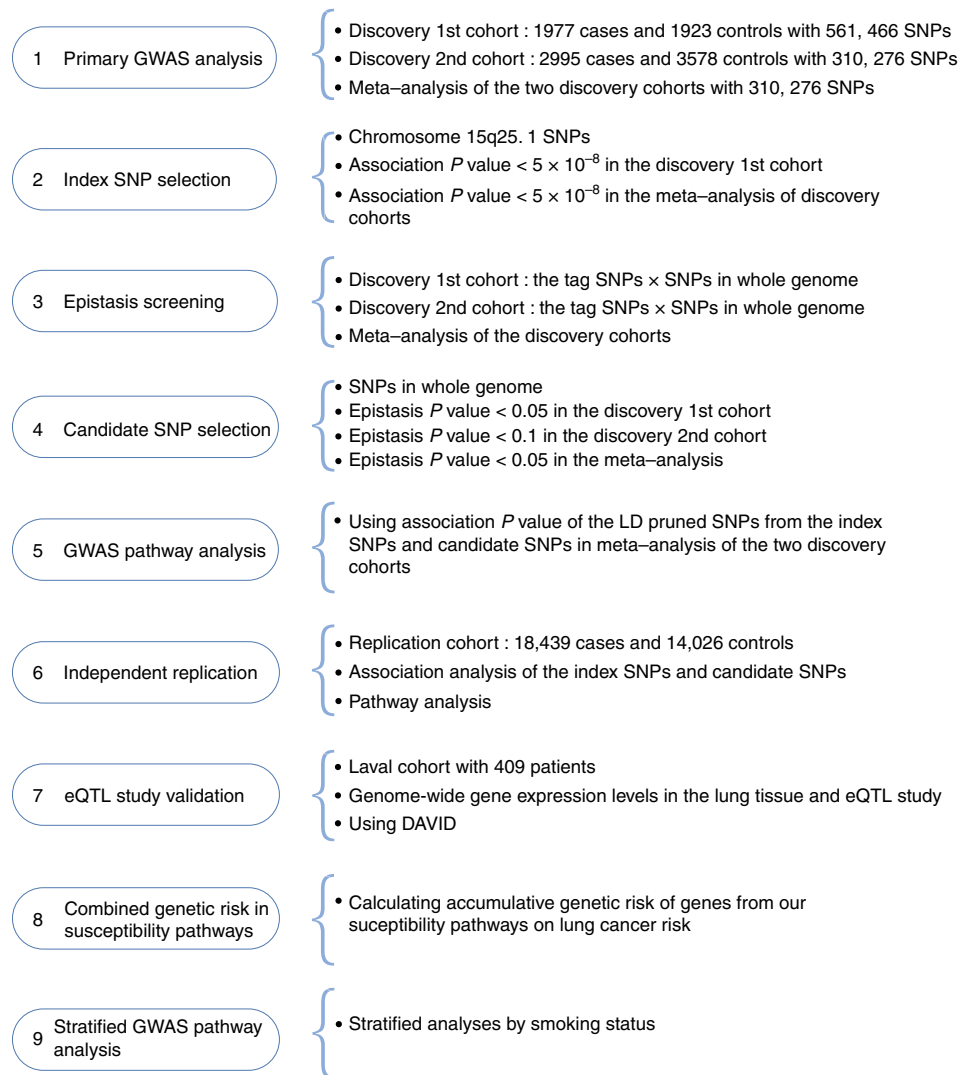 1 Primary GWAS analysis
• Discovery 1st cohort : 1977 cases and 1923 controls with 561, 466 SNPs
• Discovery 2nd cohort : 2995 cases and 3578 controls with 310, 276 SNPs
• Meta–analysis of the two discovery cohorts with 310, 276 SNPs
2 Index SNP selection
• Chromosome 15q25. 1 SNPs
• Association P value < 5 × 10⁻⁸ in the discovery 1st cohort
• Association P value < 5 × 10⁻⁸ in the meta–analysis of discovery
cohorts
3 Epistasis screening
• Discovery 1st cohort : the tag SNPs × SNPs in whole genome
• Discovery 2nd cohort : the tag SNPs × SNPs in whole genome
• Meta–analysis of the discovery cohorts
4 Candidate SNP selection
• SNPs in whole genome
• Epistasis P value < 0.05 in the discovery 1st cohort
• Epistasis P value < 0.1 in the discovery 2nd cohort
• Epistasis P value < 0.05 in the meta–analysis
5 GWAS pathway analysis
• Using association P value of the LD pruned SNPs from the index
SNPs and candidate SNPs in meta–analysis of the two discovery
cohorts
6 Independent replication
• Replication cohort : 18,439 cases and 14,026 controls
• Association analysis of the index SNPs and candidate SNPs
• Pathway analysis
7 eQTL study validation
• Laval cohort with 409 patients
• Genome-wide gene expression levels in the lung tissue and eQTL study
• Using DAVID
8 Combined genetic risk in
susceptibility pathways
• Calculating accumulative genetic risk of genes from our
suceptibility pathways on lung cancer risk
9 Stratified GWAS pathway
analysis
• Stratified analyses by smoking status